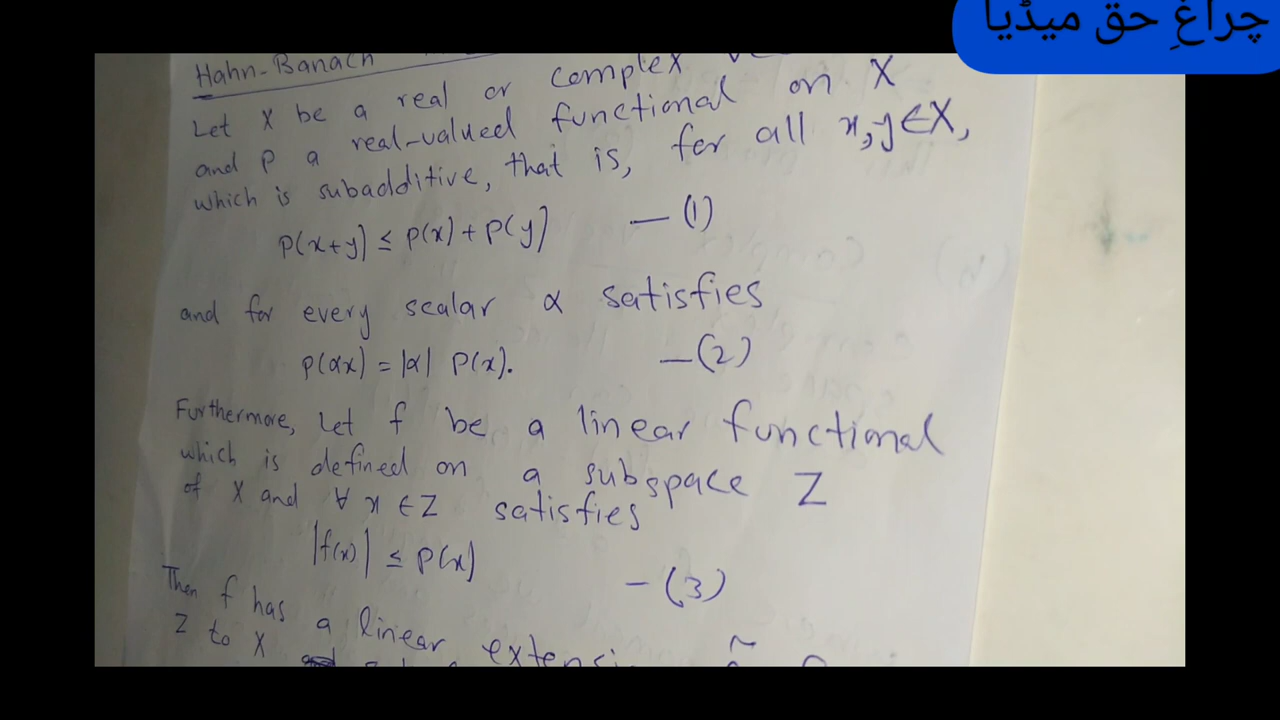 چراغِ حق میڈیا
Hahn-Banach
Let X be a real or complex
and P a real-valued functional on X
which is subadditive, that is, for all x,y∈X,
P(x+y) ≤ P(x) + P(y) — (1)
and for every scalar α satisfies
P(αx) = |α| P(x). — (2)
Furthermore, Let f be a linear functional
which is defined on a subspace Z
of X and ∀ x ∈ Z satisfies
|f(x)| ≤ P(x) - (3)
Then f has a linear
Z to X